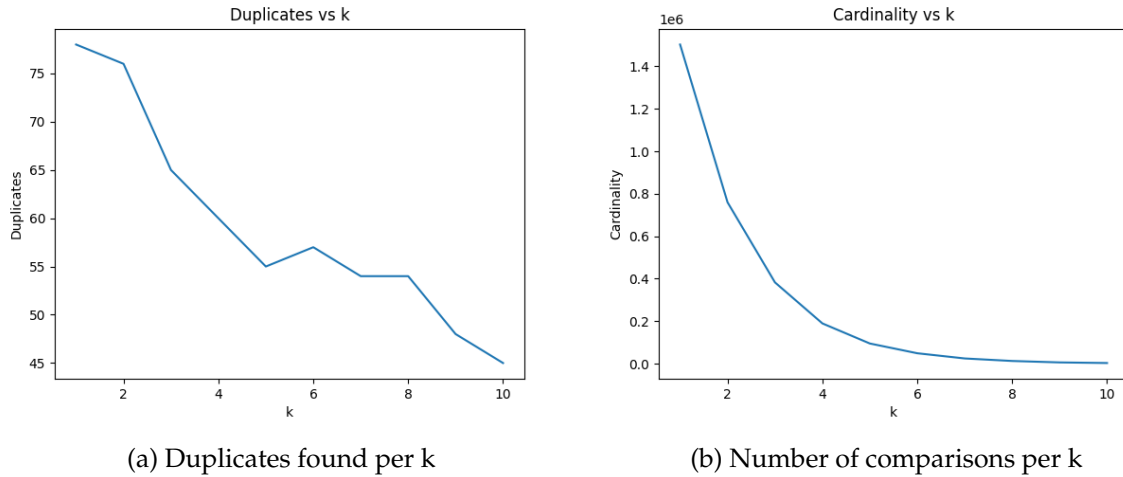 Duplicates vs k
75
70
65
60
55
50
45
Duplicates
2
4
6
8
10
k
(a) Duplicates found per k
Cardinality vs k
1e6
1.4
1.2
1.0
0.8
0.6
0.4
0.2
0.0
Cardinality
2
4
6
8
10
k
(b) Number of comparisons per k